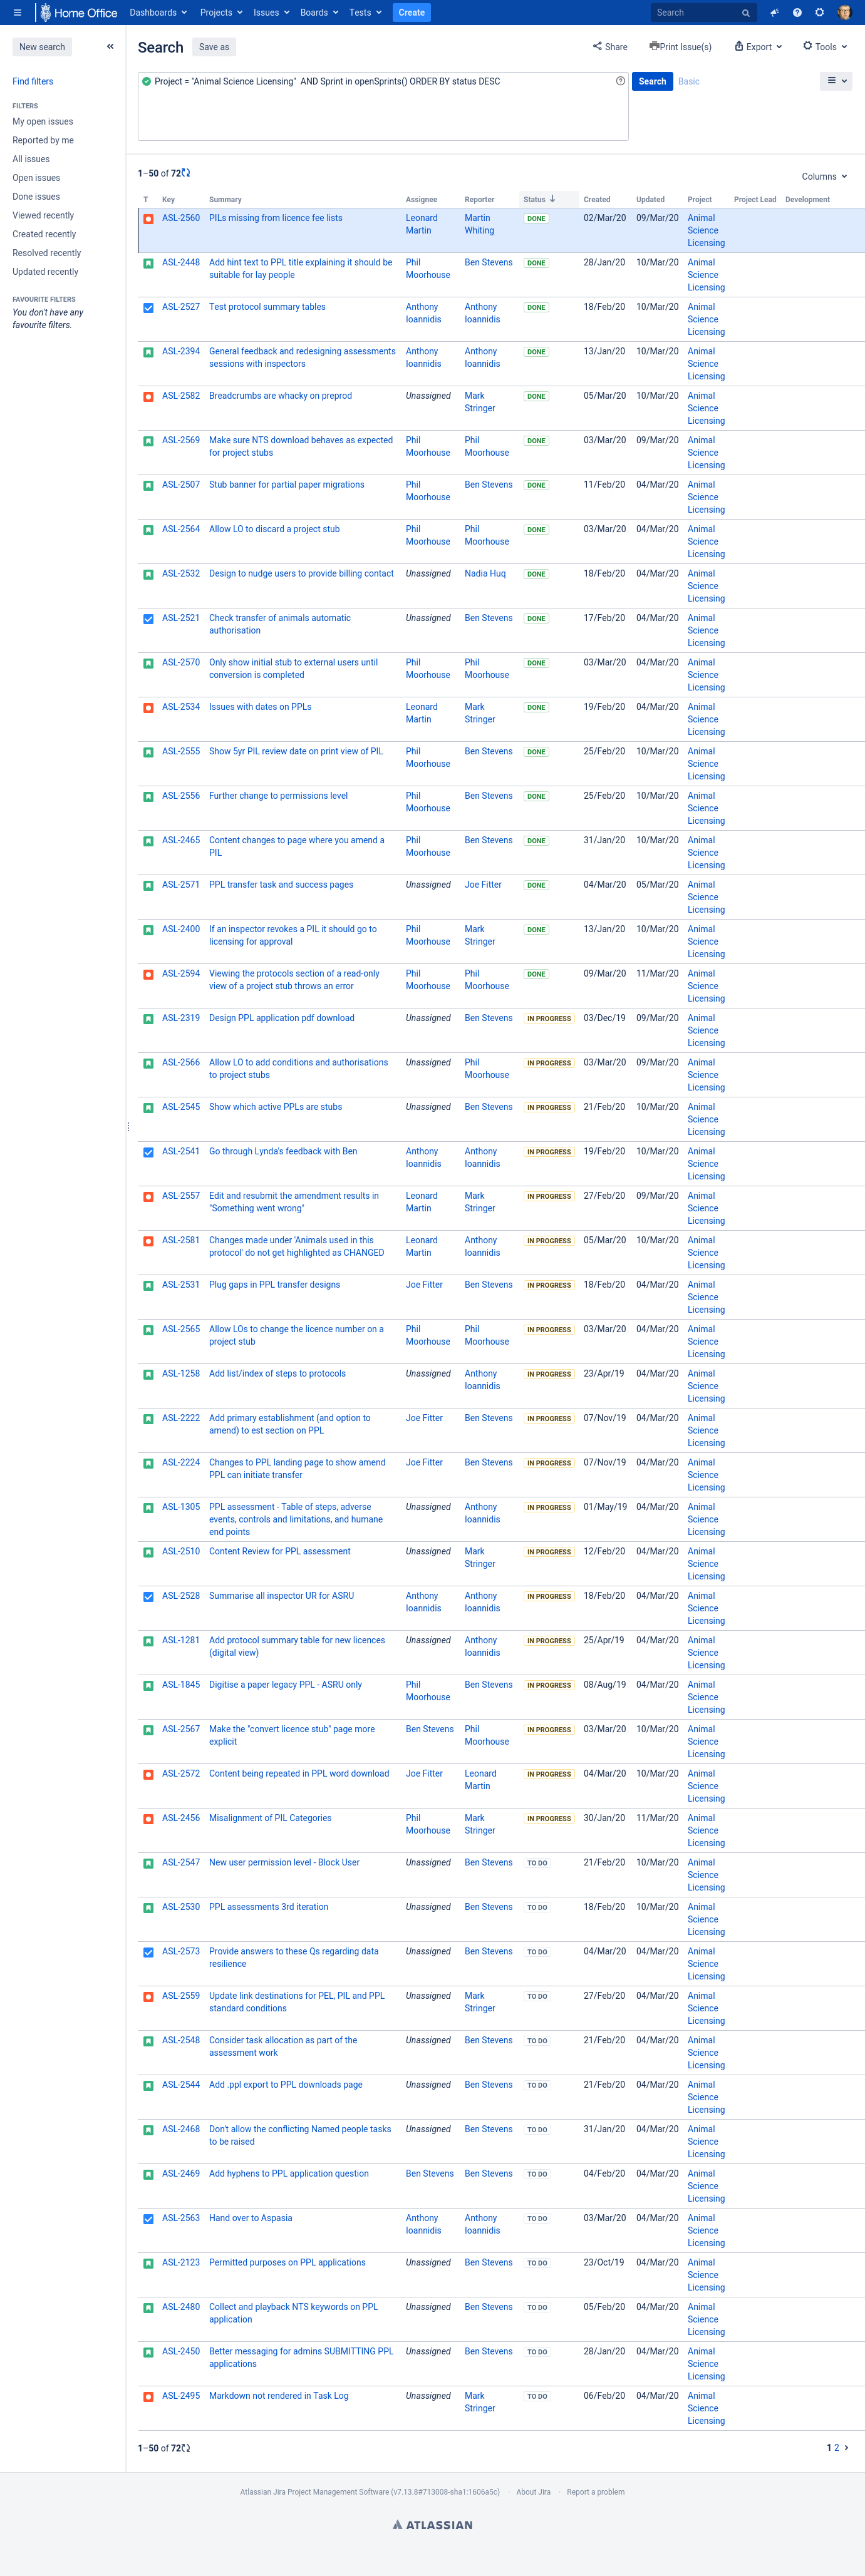 Home Office Dashboards Projects Issues Boards Tests Create Search
New search
Search Save as Share Print Issue(s) Export Tools
Find filters
Project = "Animal Science Licensing"  AND Sprint in openSprints() ORDER BY status DESC Search Basic
FILTERS
My open issues
Reported by me
All issues
Open issues
Done issues
Viewed recently
Created recently
Resolved recently
Updated recently
FAVOURITE FILTERS
You don't have any
favourite filters.
1–50 of 72 Columns
T Key Summary Assignee Reporter Status Created Updated Project Project Lead Development
ASL-2560 PILs missing from licence fee lists Leonard Martin Martin Whiting DONE 02/Mar/20 09/Mar/20 Animal Science Licensing
ASL-2448 Add hint text to PPL title explaining it should be suitable for lay people Phil Moorhouse Ben Stevens DONE 28/Jan/20 10/Mar/20 Animal Science Licensing
ASL-2527 Test protocol summary tables Anthony Ioannidis Anthony Ioannidis DONE 18/Feb/20 10/Mar/20 Animal Science Licensing
ASL-2394 General feedback and redesigning assessments sessions with inspectors Anthony Ioannidis Anthony Ioannidis DONE 13/Jan/20 10/Mar/20 Animal Science Licensing
ASL-2582 Breadcrumbs are whacky on preprod Unassigned Mark Stringer DONE 05/Mar/20 10/Mar/20 Animal Science Licensing
ASL-2569 Make sure NTS download behaves as expected for project stubs Phil Moorhouse Phil Moorhouse DONE 03/Mar/20 09/Mar/20 Animal Science Licensing
ASL-2507 Stub banner for partial paper migrations Phil Moorhouse Ben Stevens DONE 11/Feb/20 04/Mar/20 Animal Science Licensing
ASL-2564 Allow LO to discard a project stub Phil Moorhouse Phil Moorhouse DONE 03/Mar/20 04/Mar/20 Animal Science Licensing
ASL-2532 Design to nudge users to provide billing contact Unassigned Nadia Huq DONE 18/Feb/20 04/Mar/20 Animal Science Licensing
ASL-2521 Check transfer of animals automatic authorisation Unassigned Ben Stevens DONE 17/Feb/20 04/Mar/20 Animal Science Licensing
ASL-2570 Only show initial stub to external users until conversion is completed Phil Moorhouse Phil Moorhouse DONE 03/Mar/20 04/Mar/20 Animal Science Licensing
ASL-2534 Issues with dates on PPLs Leonard Martin Mark Stringer DONE 19/Feb/20 04/Mar/20 Animal Science Licensing
ASL-2555 Show 5yr PIL review date on print view of PIL Phil Moorhouse Ben Stevens DONE 25/Feb/20 10/Mar/20 Animal Science Licensing
ASL-2556 Further change to permissions level Phil Moorhouse Ben Stevens DONE 25/Feb/20 10/Mar/20 Animal Science Licensing
ASL-2465 Content changes to page where you amend a PIL Phil Moorhouse Ben Stevens DONE 31/Jan/20 10/Mar/20 Animal Science Licensing
ASL-2571 PPL transfer task and success pages Unassigned Joe Fitter DONE 04/Mar/20 05/Mar/20 Animal Science Licensing
ASL-2400 If an inspector revokes a PIL it should go to licensing for approval Phil Moorhouse Mark Stringer DONE 13/Jan/20 10/Mar/20 Animal Science Licensing
ASL-2594 Viewing the protocols section of a read-only view of a project stub throws an error Phil Moorhouse Phil Moorhouse DONE 09/Mar/20 11/Mar/20 Animal Science Licensing
ASL-2319 Design PPL application pdf download Unassigned Ben Stevens IN PROGRESS 03/Dec/19 09/Mar/20 Animal Science Licensing
ASL-2566 Allow LO to add conditions and authorisations to project stubs Unassigned Phil Moorhouse IN PROGRESS 03/Mar/20 09/Mar/20 Animal Science Licensing
ASL-2545 Show which active PPLs are stubs Unassigned Ben Stevens IN PROGRESS 21/Feb/20 10/Mar/20 Animal Science Licensing
ASL-2541 Go through Lynda's feedback with Ben Anthony Ioannidis Anthony Ioannidis IN PROGRESS 19/Feb/20 10/Mar/20 Animal Science Licensing
ASL-2557 Edit and resubmit the amendment results in "Something went wrong" Leonard Martin Mark Stringer IN PROGRESS 27/Feb/20 09/Mar/20 Animal Science Licensing
ASL-2581 Changes made under 'Animals used in this protocol' do not get highlighted as CHANGED Leonard Martin Anthony Ioannidis IN PROGRESS 05/Mar/20 10/Mar/20 Animal Science Licensing
ASL-2531 Plug gaps in PPL transfer designs Joe Fitter Ben Stevens IN PROGRESS 18/Feb/20 04/Mar/20 Animal Science Licensing
ASL-2565 Allow LOs to change the licence number on a project stub Phil Moorhouse Phil Moorhouse IN PROGRESS 03/Mar/20 04/Mar/20 Animal Science Licensing
ASL-1258 Add list/index of steps to protocols Unassigned Anthony Ioannidis IN PROGRESS 23/Apr/19 04/Mar/20 Animal Science Licensing
ASL-2222 Add primary establishment (and option to amend) to est section on PPL Joe Fitter Ben Stevens IN PROGRESS 07/Nov/19 04/Mar/20 Animal Science Licensing
ASL-2224 Changes to PPL landing page to show amend PPL can initiate transfer Joe Fitter Ben Stevens IN PROGRESS 07/Nov/19 04/Mar/20 Animal Science Licensing
ASL-1305 PPL assessment - Table of steps, adverse events, controls and limitations, and humane end points Unassigned Anthony Ioannidis IN PROGRESS 01/May/19 04/Mar/20 Animal Science Licensing
ASL-2510 Content Review for PPL assessment Unassigned Mark Stringer IN PROGRESS 12/Feb/20 04/Mar/20 Animal Science Licensing
ASL-2528 Summarise all inspector UR for ASRU Anthony Ioannidis Anthony Ioannidis IN PROGRESS 18/Feb/20 04/Mar/20 Animal Science Licensing
ASL-1281 Add protocol summary table for new licences (digital view) Unassigned Anthony Ioannidis IN PROGRESS 25/Apr/19 04/Mar/20 Animal Science Licensing
ASL-1845 Digitise a paper legacy PPL - ASRU only Phil Moorhouse Ben Stevens IN PROGRESS 08/Aug/19 04/Mar/20 Animal Science Licensing
ASL-2567 Make the "convert licence stub" page more explicit Ben Stevens Phil Moorhouse IN PROGRESS 03/Mar/20 10/Mar/20 Animal Science Licensing
ASL-2572 Content being repeated in PPL word download Joe Fitter Leonard Martin IN PROGRESS 04/Mar/20 10/Mar/20 Animal Science Licensing
ASL-2456 Misalignment of PIL Categories Phil Moorhouse Mark Stringer IN PROGRESS 30/Jan/20 11/Mar/20 Animal Science Licensing
ASL-2547 New user permission level - Block User Unassigned Ben Stevens TO DO 21/Feb/20 10/Mar/20 Animal Science Licensing
ASL-2530 PPL assessments 3rd iteration Unassigned Ben Stevens TO DO 18/Feb/20 10/Mar/20 Animal Science Licensing
ASL-2573 Provide answers to these Qs regarding data resilience Unassigned Ben Stevens TO DO 04/Mar/20 04/Mar/20 Animal Science Licensing
ASL-2559 Update link destinations for PEL, PIL and PPL standard conditions Unassigned Mark Stringer TO DO 27/Feb/20 04/Mar/20 Animal Science Licensing
ASL-2548 Consider task allocation as part of the assessment work Unassigned Ben Stevens TO DO 21/Feb/20 04/Mar/20 Animal Science Licensing
ASL-2544 Add .ppl export to PPL downloads page Unassigned Ben Stevens TO DO 21/Feb/20 04/Mar/20 Animal Science Licensing
ASL-2468 Don't allow the conflicting Named people tasks to be raised Unassigned Ben Stevens TO DO 31/Jan/20 04/Mar/20 Animal Science Licensing
ASL-2469 Add hyphens to PPL application question Ben Stevens Ben Stevens TO DO 04/Feb/20 04/Mar/20 Animal Science Licensing
ASL-2563 Hand over to Aspasia Anthony Ioannidis Anthony Ioannidis TO DO 03/Mar/20 04/Mar/20 Animal Science Licensing
ASL-2123 Permitted purposes on PPL applications Unassigned Ben Stevens TO DO 23/Oct/19 04/Mar/20 Animal Science Licensing
ASL-2480 Collect and playback NTS keywords on PPL application Unassigned Ben Stevens TO DO 05/Feb/20 04/Mar/20 Animal Science Licensing
ASL-2450 Better messaging for admins SUBMITTING PPL applications Unassigned Ben Stevens TO DO 28/Jan/20 04/Mar/20 Animal Science Licensing
ASL-2495 Markdown not rendered in Task Log Unassigned Mark Stringer TO DO 06/Feb/20 04/Mar/20 Animal Science Licensing
1–50 of 72 1 2
Atlassian Jira Project Management Software (v7.13.8#713008-sha1:1606a5c) · About Jira · Report a problem
ATLASSIAN